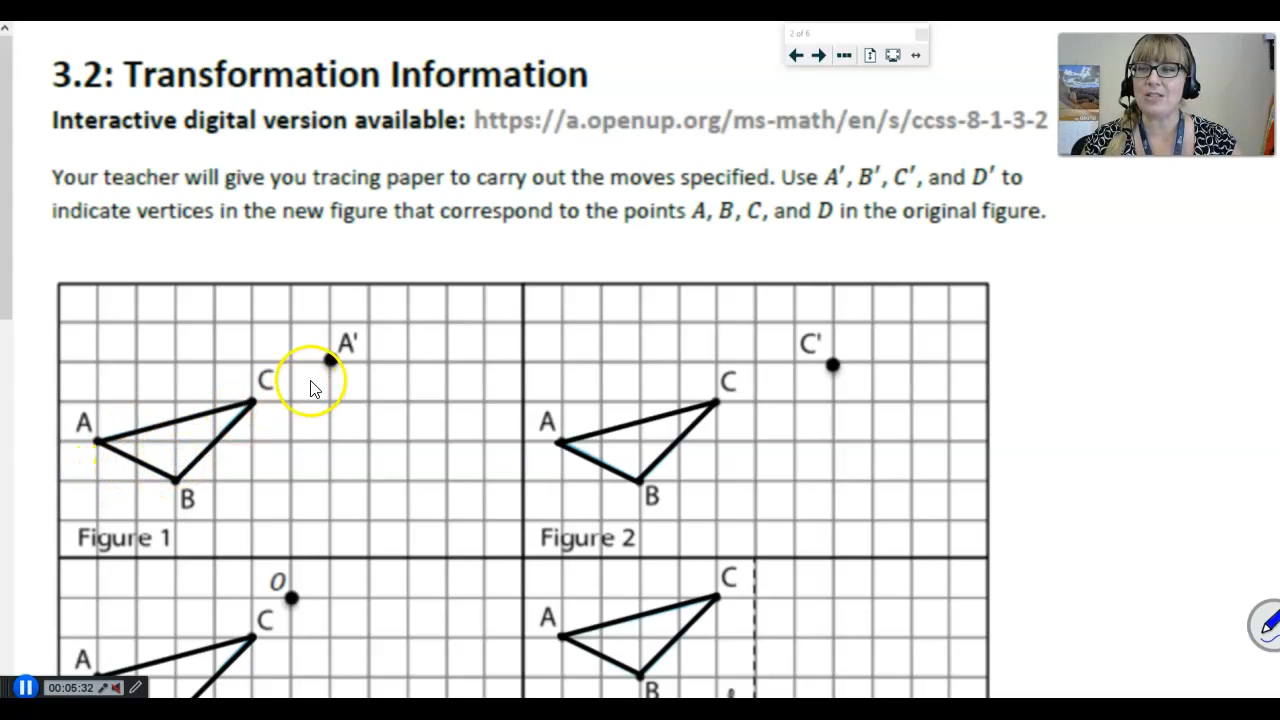 2 of 6
3.2: Transformation Information
Interactive digital version available: https://a.openup.org/ms-math/en/s/ccss-8-1-3-2
Your teacher will give you tracing paper to carry out the moves specified. Use A′, B′, C′, and D′ to
indicate vertices in the new figure that correspond to the points A, B, C, and D in the original figure.
A'
C
A
B
Figure 1
C'
C
A
B
Figure 2
O
C
A
C
A
B
ℓ
00:05:32